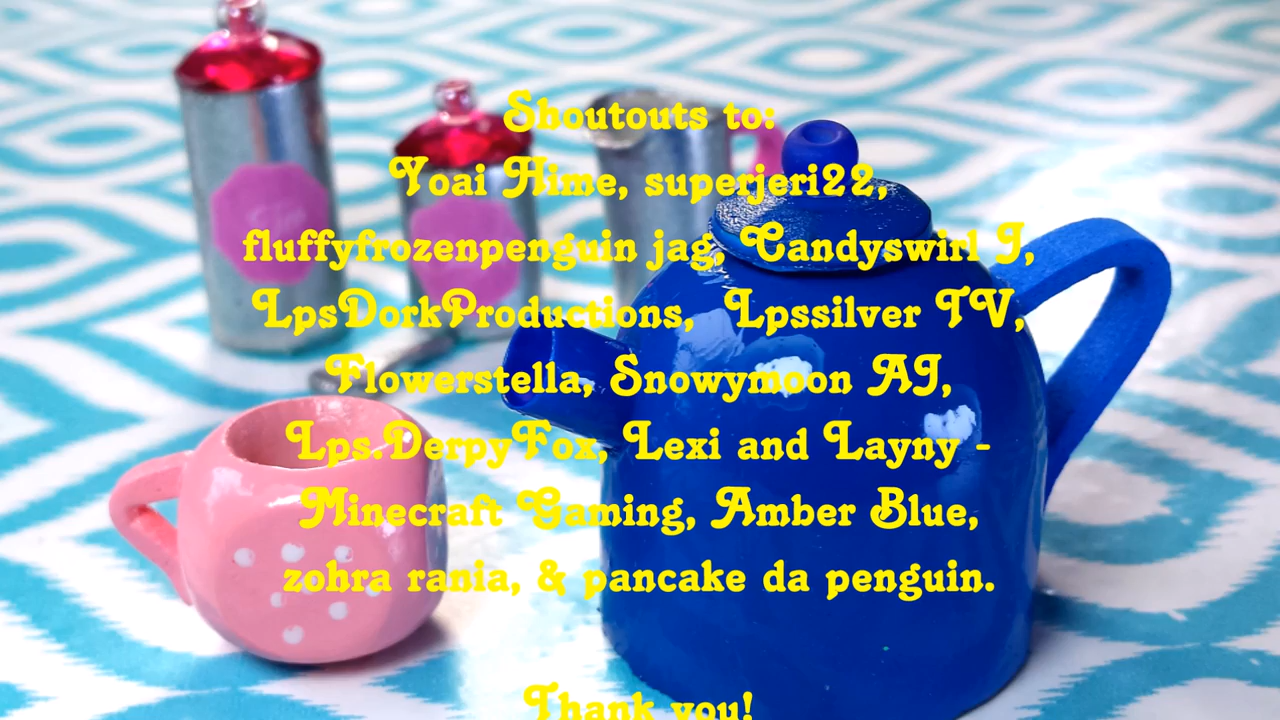 Shoutouts to:
Yoai Hime, superjeri22,
fluffyfrozenpenguin jag, Candyswirl J,
LpsDorkProductions, Lpssilver TV,
Flowerstella, Snowymoon AJ,
Lps.DerpyFox, Lexi and Layny -
Minecraft Gaming, Amber Blue,
zohra rania, & pancake da penguin.
Thank you!